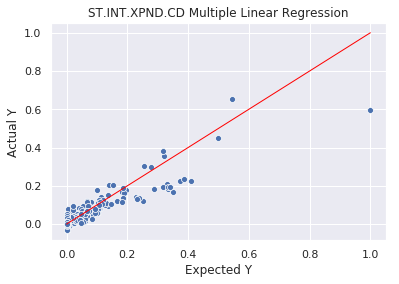 ST.INT.XPND.CD Multiple Linear Regression
Actual Y
1.0
0.8
0.6
0.4
0.2
0.0
0.0 0.2 0.4 0.6 0.8 1.0
Expected Y